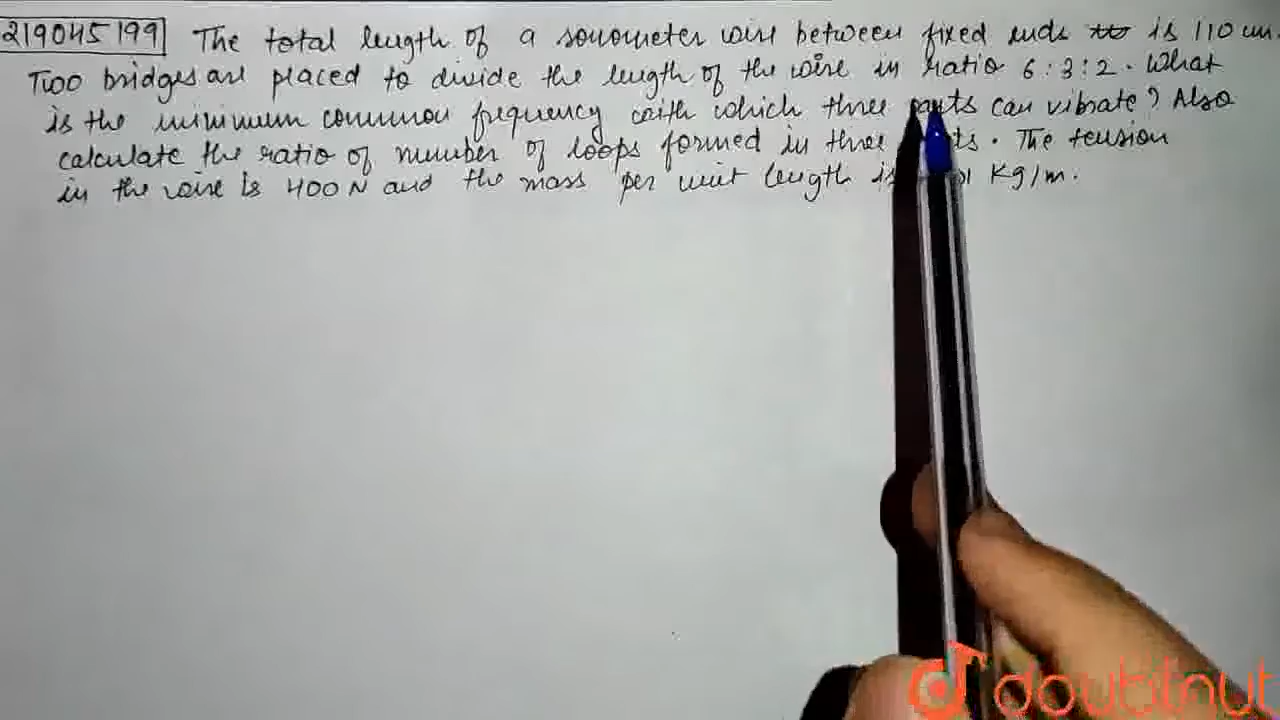 219045199 The total length of a sonometer wire between fixed ends is 110 cm.
Two bridges are placed to divide the length of the wire in ratio 6:3:2. What
is the minimum common frequency with which three parts can vibrate? Also
calculate the ratio of number of loops formed in three ts. The tension
in the wire is 400 N and the mass per unit length is 1 Kg/m.
doubtnut